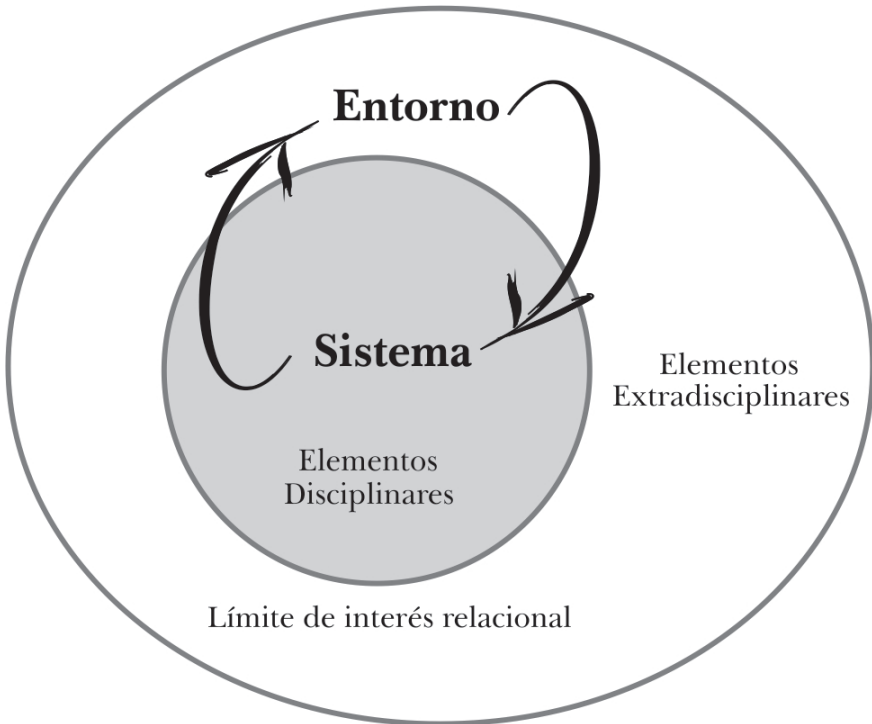 Entorno
Sistema
Elementos
Extradisciplinares
Elementos
Disciplinares
Límite de interés relacional